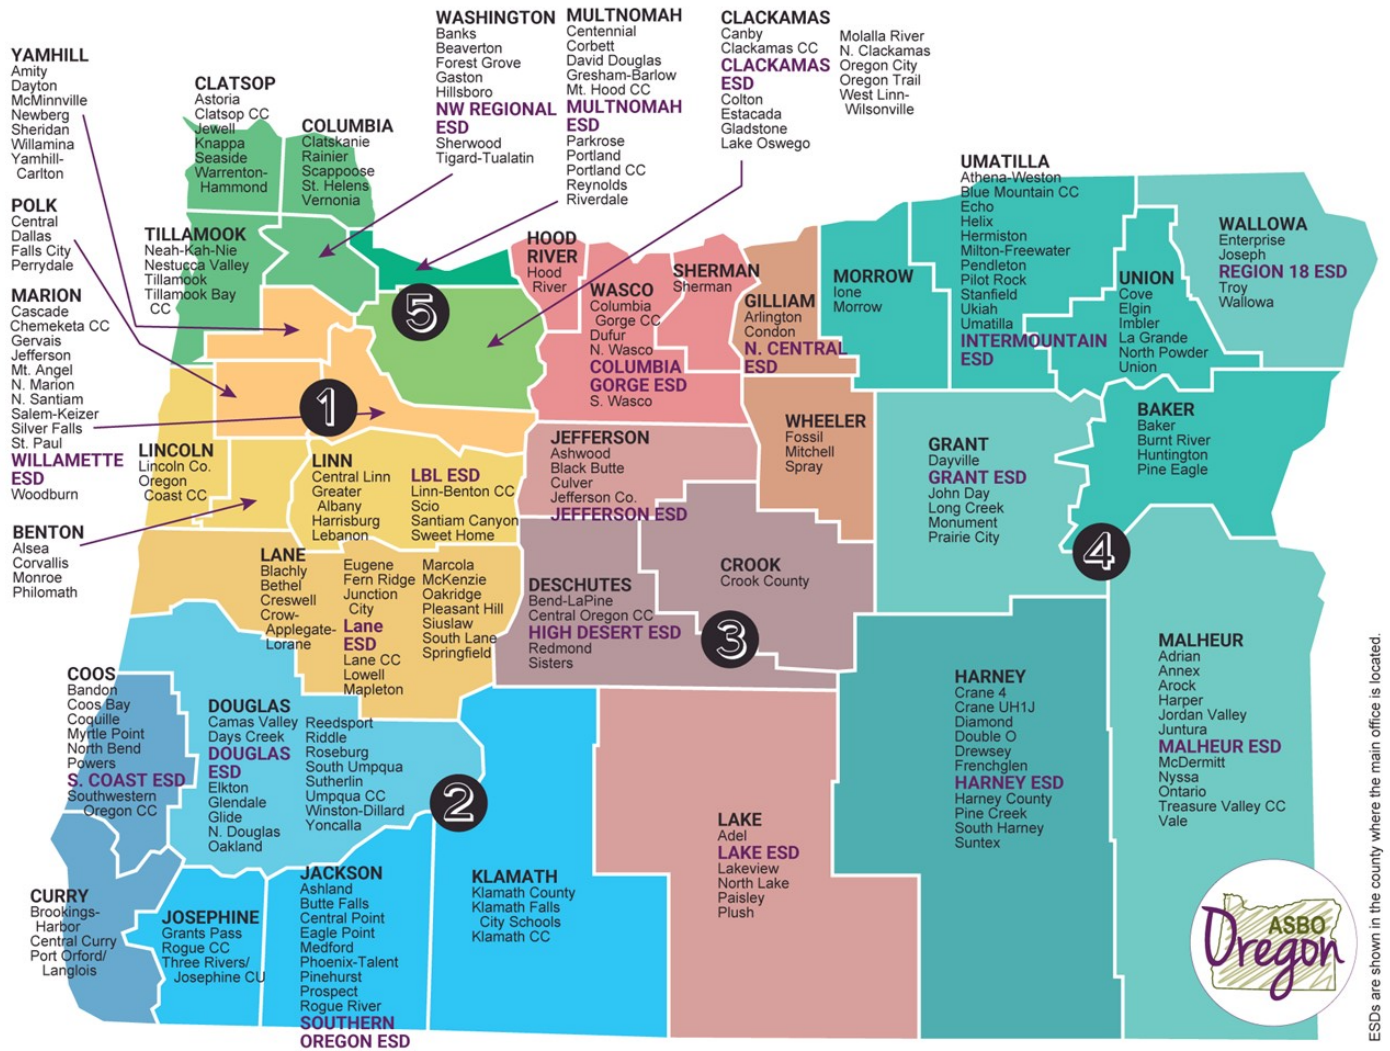 YAMHILL
Amity
Dayton
McMinnville
Newberg
Sheridan
Willamina
Yamhill-
Carlton
POLK
Central
Dallas
Falls City
Perrydale
MARION
Cascade
Chemeketa CC
Gervais
Jefferson
Mt. Angel
N. Marion
N. Santiam
Salem-Keizer
Silver Falls
St. Paul
WILLAMETTE
ESD
Woodburn
BENTON
Alsea
Corvallis
Monroe
Philomath
CLATSOP
Astoria
Clatsop CC
Jewell
Knappa
Seaside
Warrenton-
Hammond
COLUMBIA
Clatskanie
Rainier
Scappoose
St. Helens
Vernonia
TILLAMOOK
Neah-Kah-Nie
Nestucca Valley
Tillamook
Tillamook Bay
CC
WASHINGTON
Banks
Beaverton
Forest Grove
Gaston
Hillsboro
NW REGIONAL
ESD
Sherwood
Tigard-Tualatin
MULTNOMAH
Centennial
Corbett
David Douglas
Gresham-Barlow
Mt. Hood CC
MULTNOMAH
ESD
Parkrose
Portland
Portland CC
Reynolds
Riverdale
CLACKAMAS
Canby
Clackamas CC
CLACKAMAS
ESD
Colton
Estacada
Gladstone
Lake Oswego
Molalla River
N. Clackamas
Oregon City
Oregon Trail
West Linn-
Wilsonville
HOOD
RIVER
Hood
River
WASCO
Columbia
Gorge CC
Dufur
N. Wasco
COLUMBIA
GORGE ESD
S. Wasco
SHERMAN
Sherman
GILLIAM
Arlington
Condon
N. CENTRAL
ESD
MORROW
Ione
Morrow
UMATILLA
Athena-Weston
Blue Mountain CC
Echo
Helix
Hermiston
Milton-Freewater
Pendleton
Pilot Rock
Stanfield
Ukiah
Umatilla
INTERMOUNTAIN
ESD
UNION
Cove
Elgin
Imbler
La Grande
North Powder
Union
WALLOWA
Enterprise
Joseph
REGION 18 ESD
Troy
Wallowa
5
1
LINCOLN
Lincoln Co.
Oregon
Coast CC
LINN
Central Linn
Greater
Albany
Harrisburg
Lebanon
LBL ESD
Linn-Benton CC
Scio
Santiam Canyon
Sweet Home
JEFFERSON
Ashwood
Black Butte
Culver
Jefferson Co.
JEFFERSON ESD
WHEELER
Fossil
Mitchell
Spray
GRANT
Dayville
GRANT ESD
John Day
Long Creek
Monument
Prairie City
BAKER
Baker
Burnt River
Huntington
Pine Eagle
4
LANE
Blachly
Bethel
Creswell
Crow-
Applegate-
Lorane
Eugene
Fern Ridge
Junction
City
Lane
ESD
Lane CC
Lowell
Mapleton
Marcola
McKenzie
Oakridge
Pleasant Hill
Siuslaw
South Lane
Springfield
DESCHUTES
Bend-LaPine
Central Oregon CC
HIGH DESERT ESD
Redmond
Sisters
CROOK
Crook County
3
COOS
Bandon
Coos Bay
Coquille
Myrtle Point
North Bend
Powers
S. COAST ESD
Southwestern
Oregon CC
DOUGLAS
Camas Valley
Days Creek
DOUGLAS
ESD
Elkton
Glendale
Glide
N. Douglas
Oakland
Reedsport
Riddle
Roseburg
South Umpqua
Sutherlin
Umpqua CC
Winston-Dillard
Yoncalla
2
HARNEY
Crane 4
Crane UH1J
Diamond
Double O
Drewsey
Frenchglen
HARNEY ESD
Harney County
Pine Creek
South Harney
Suntex
MALHEUR
Adrian
Annex
Arock
Harper
Jordan Valley
Juntura
MALHEUR ESD
McDermitt
Nyssa
Ontario
Treasure Valley CC
Vale
CURRY
Brookings-
Harbor
Central Curry
Port Orford/
Langlois
JOSEPHINE
Grants Pass
Rogue CC
Three Rivers/
Josephine CU
JACKSON
Ashland
Butte Falls
Central Point
Eagle Point
Medford
Phoenix-Talent
Pinehurst
Prospect
Rogue River
SOUTHERN
OREGON ESD
KLAMATH
Klamath County
Klamath Falls
City Schools
Klamath CC
LAKE
Adel
LAKE ESD
Lakeview
North Lake
Paisley
Plush
ASBO
Oregon
ESDs are shown in the county where the main office is located.